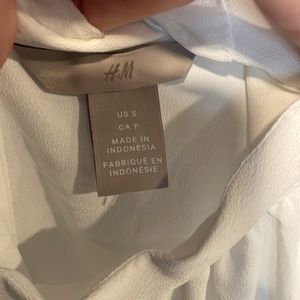 H&M
US S
CA P
MADE IN
INDONESIA
FABRIQUÉ EN
INDONÉSIE